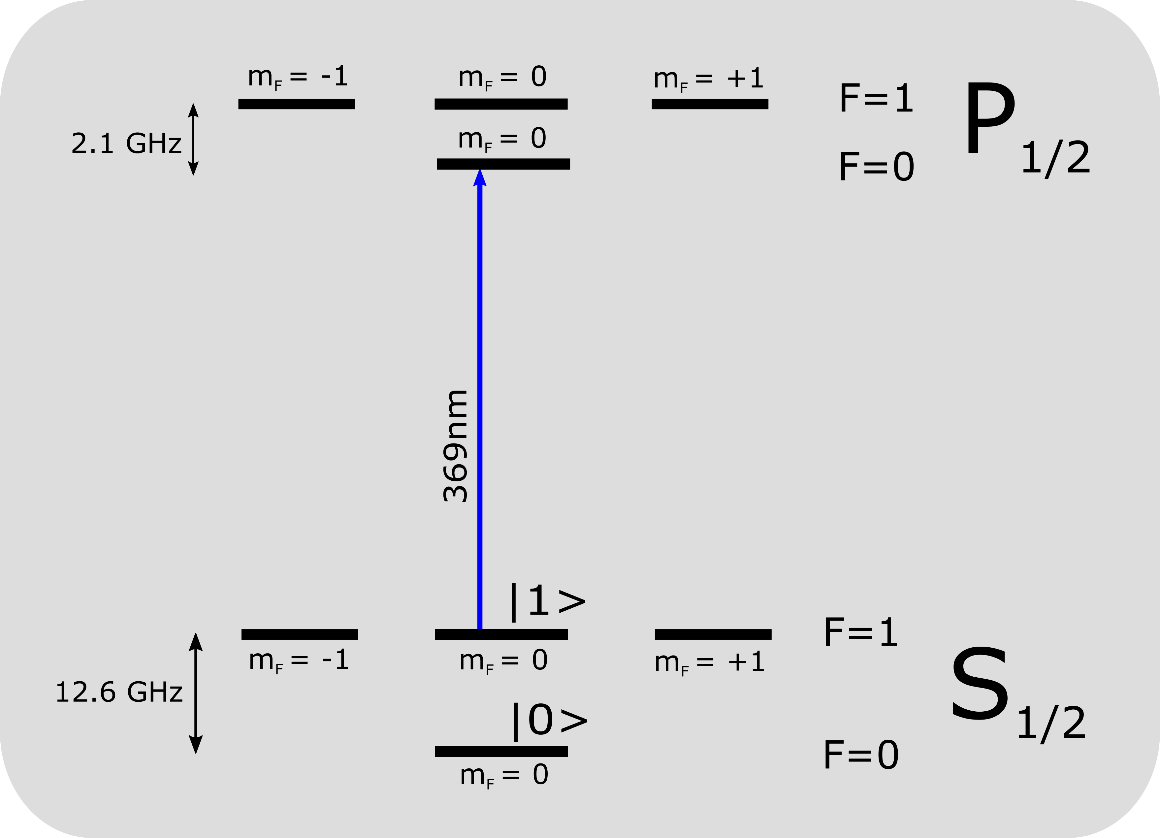 m_F = -1
m_F = 0
m_F = +1
F=1
2.1 GHz
m_F = 0
F=0
P_1/2
369nm
|1>
F=1
m_F = -1
m_F = 0
m_F = +1
12.6 GHz
|0>
S_1/2
F=0
m_F = 0